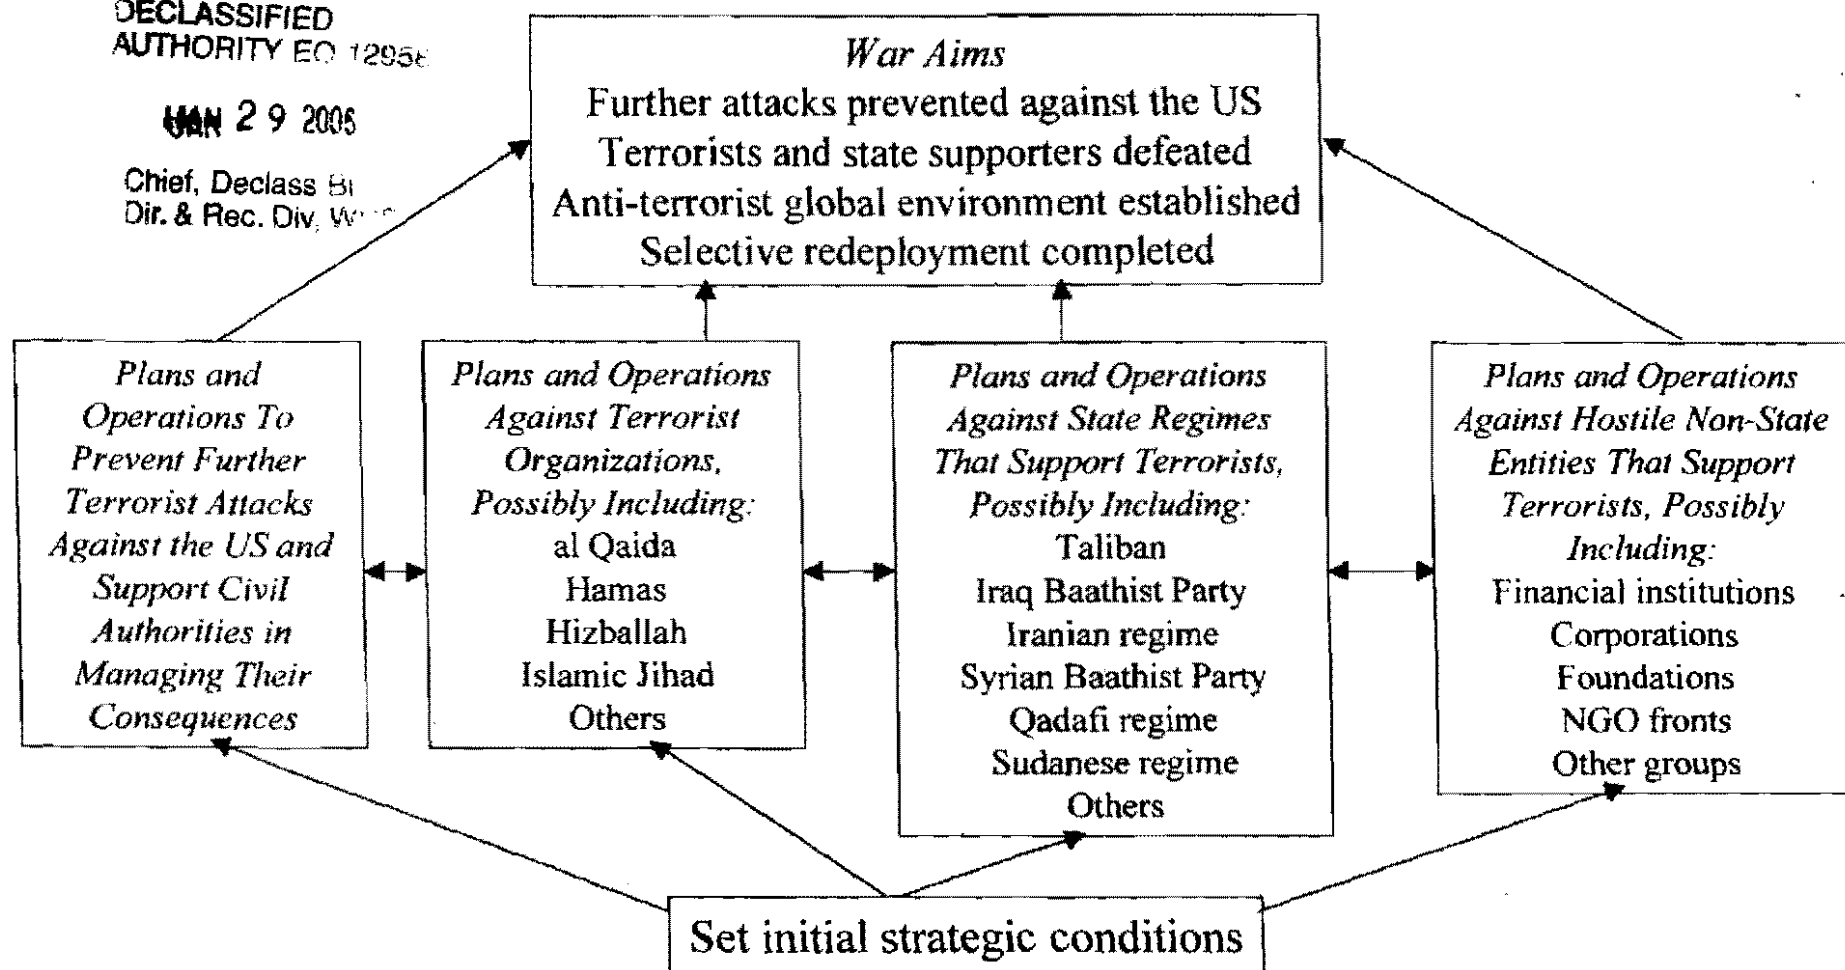 DECLASSIFIED
AUTHORITY EO 12958
JAN 29 2006
Chief, Declass
Dir. & Rec. Div,
War Aims
Further attacks prevented against the US
Terrorists and state supporters defeated
Anti-terrorist global environment established
Selective redeployment completed
Plans and
Operations To
Prevent Further
Terrorist Attacks
Against the US and
Support Civil
Authorities in
Managing Their
Consequences
Plans and Operations
Against Terrorist
Organizations,
Possibly Including:
al Qaida
Hamas
Hizballah
Islamic Jihad
Others
Plans and Operations
Against State Regimes
That Support Terrorists,
Possibly Including:
Taliban
Iraq Baathist Party
Iranian regime
Syrian Baathist Party
Qadafi regime
Sudanese regime
Others
Plans and Operations
Against Hostile Non-State
Entities That Support
Terrorists, Possibly
Including:
Financial institutions
Corporations
Foundations
NGO fronts
Other groups
Set initial strategic conditions